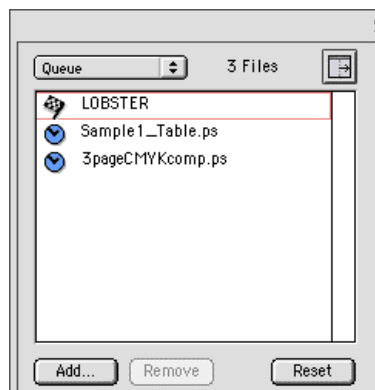 Queue 3 Files
LOBSTER
Sample1_Table.ps
3pageCMYKcomp.ps
Add... Remove Reset